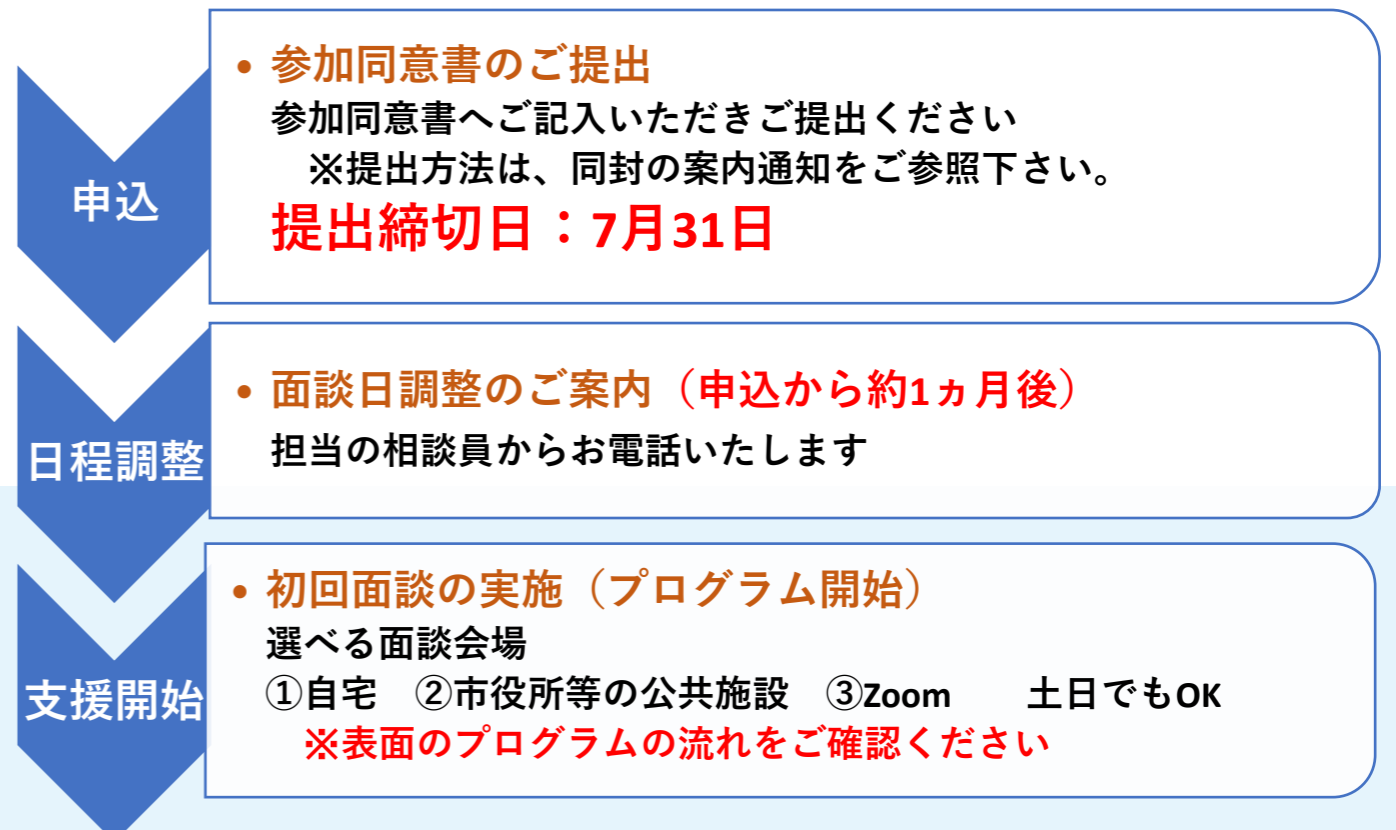 申込
• 参加同意書のご提出
参加同意書へご記入いただきご提出ください
※提出方法は、同封の案内通知をご参照下さい。
提出締切日：7月31日
日程調整
• 面談日調整のご案内（申込から約1ヵ月後）
担当の相談員からお電話いたします
支援開始
• 初回面談の実施（プログラム開始）
選べる面談会場
①自宅　②市役所等の公共施設　③Zoom　　土日でもOK
※表面のプログラムの流れをご確認ください